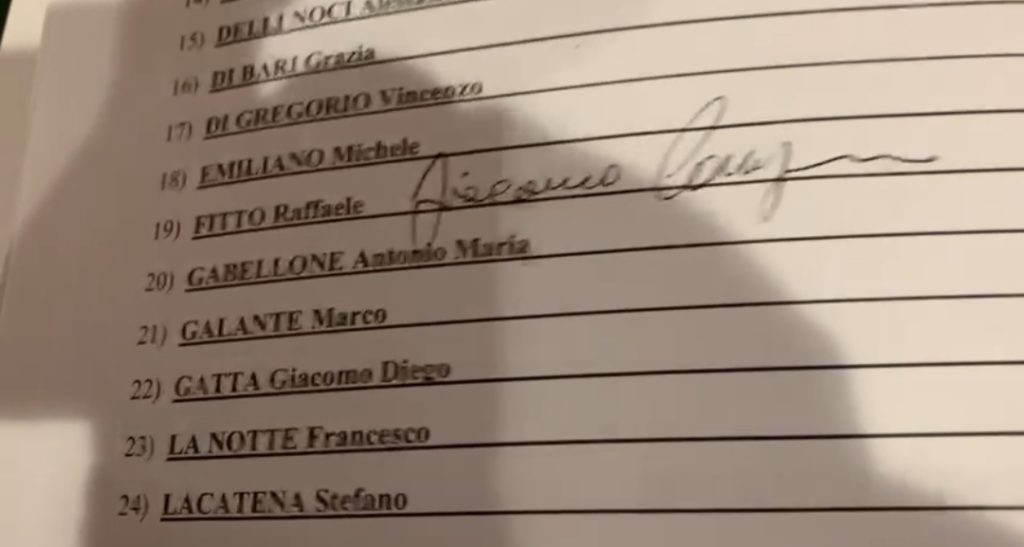 15) DELLI NOCI
16) DI BARI Grazia
17) DI GREGORIO Vincenzo
18) EMILIANO Michele
19) FITTO Raffaele Giacomo
20) GABELLONE Antonio Maria
21) GALANTE Marco
22) GATTA Giacomo Diego
23) LA NOTTE Francesco
24) LACATENA Stefano